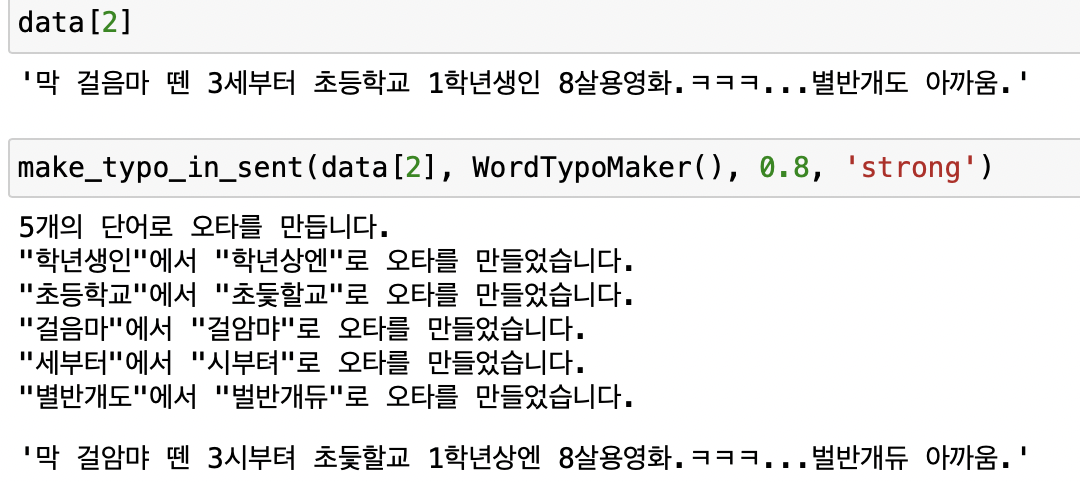 data[2]
'막 걸음마 뗀 3세부터 초등학교 1학년생인 8살용영화.ㅋㅋㅋ...별반개도 아까움.'
make_typo_in_sent(data[2], WordTypoMaker(), 0.8, 'strong')
5개의 단어로 오타를 만듭니다.
"학년생인"에서 "학년상엔"로 오타를 만들었습니다.
"초등학교"에서 "초둧할교"로 오타를 만들었습니다.
"걸음마"에서 "걸암먀"로 오타를 만들었습니다.
"세부터"에서 "시부텨"로 오타를 만들었습니다.
"별반개도"에서 "벌반개듀"로 오타를 만들었습니다.
'막 걸암먀 뗀 3시부텨 초둧할교 1학년상엔 8살용영화.ㅋㅋㅋ...벌반개듀 아까움.'